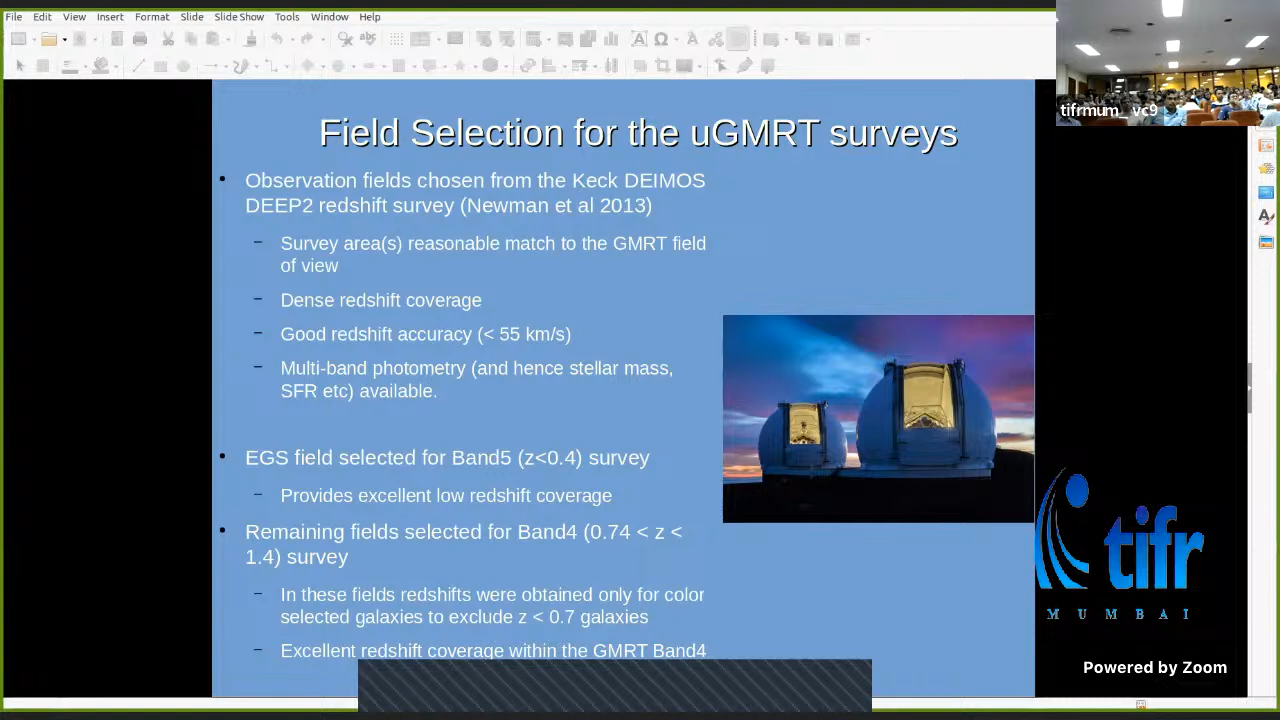 File Edit View Insert Format Slide Slide Show Tools Window Help
tifrmum_ vc9
Field Selection for the uGMRT surveys
Observation fields chosen from the Keck DEIMOS
DEEP2 redshift survey (Newman et al 2013)
Survey area(s) reasonable match to the GMRT field
of view
Dense redshift coverage
Good redshift accuracy (< 55 km/s)
Multi-band photometry (and hence stellar mass,
SFR etc) available.
EGS field selected for Band5 (z<0.4) survey
Provides excellent low redshift coverage
Remaining fields selected for Band4 (0.74 < z <
1.4) survey
In these fields redshifts were obtained only for color
selected galaxies to exclude z < 0.7 galaxies
Excellent redshift coverage within the GMRT Band4
tifr
MUMBAI
Powered by Zoom